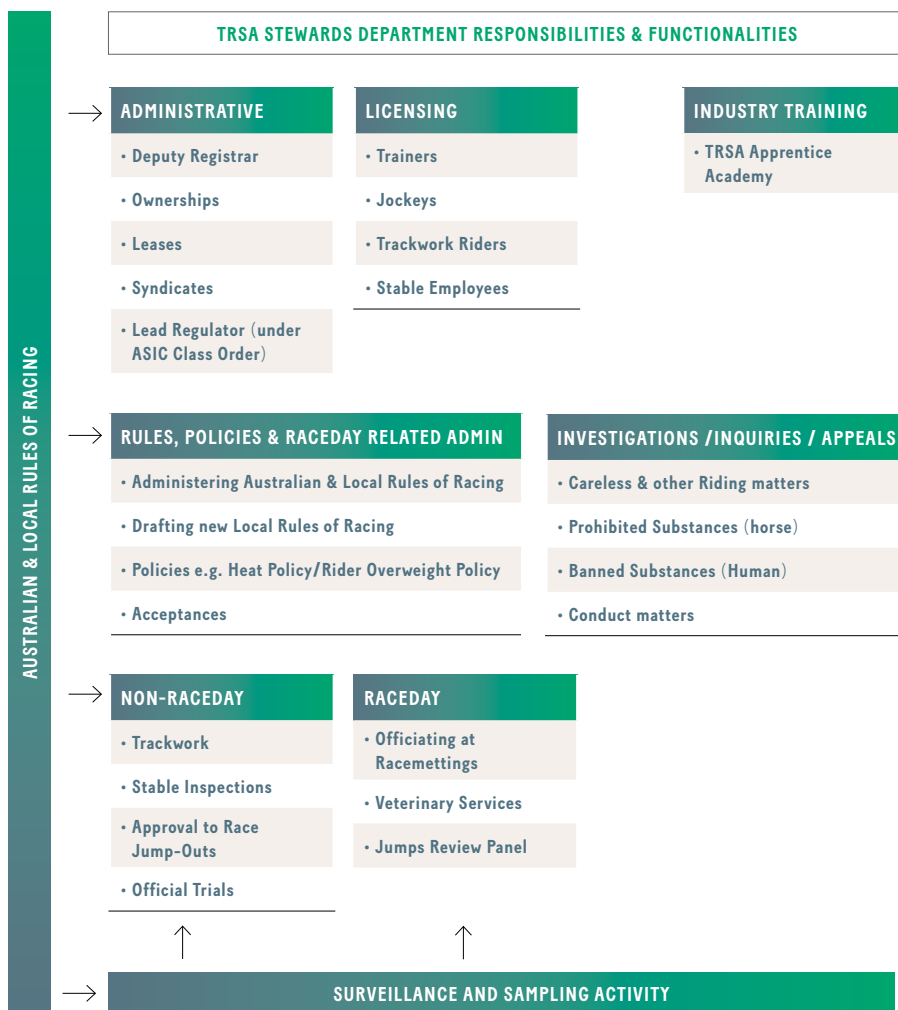 TRSA STEWARDS DEPARTMENT RESPONSIBILITIES & FUNCTIONALITIES
AUSTRALIAN & LOCAL RULES OF RACING
ADMINISTRATIVE
• Deputy Registrar
• Ownerships
• Leases
• Syndicates
• Lead Regulator (under
ASIC Class Order)
LICENSING
• Trainers
• Jockeys
• Trackwork Riders
• Stable Employees
INDUSTRY TRAINING
• TRSA Apprentice
Academy
RULES, POLICIES & RACEDAY RELATED ADMIN
• Administering Australian & Local Rules of Racing
• Drafting new Local Rules of Racing
• Policies e.g. Heat Policy/Rider Overweight Policy
• Acceptances
INVESTIGATIONS /INQUIRIES / APPEALS
• Careless & other Riding matters
• Prohibited Substances (horse)
• Banned Substances (Human)
• Conduct matters
NON-RACEDAY
• Trackwork
• Stable Inspections
• Approval to Race
Jump-Outs
• Official Trials
RACEDAY
• Officiating at
Racemettings
• Veterinary Services
• Jumps Review Panel
SURVEILLANCE AND SAMPLING ACTIVITY